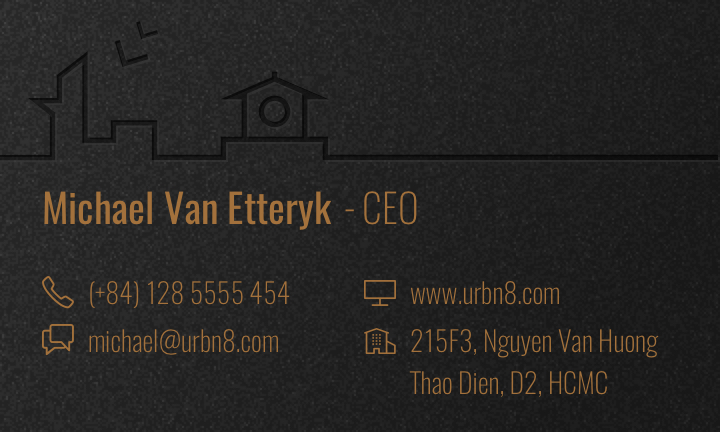 Michael Van Etteryk - CEO
(+84) 128 5555 454
www.urbn8.com
michael@urbn8.com
215F3, Nguyen Van Huong
Thao Dien, D2, HCMC